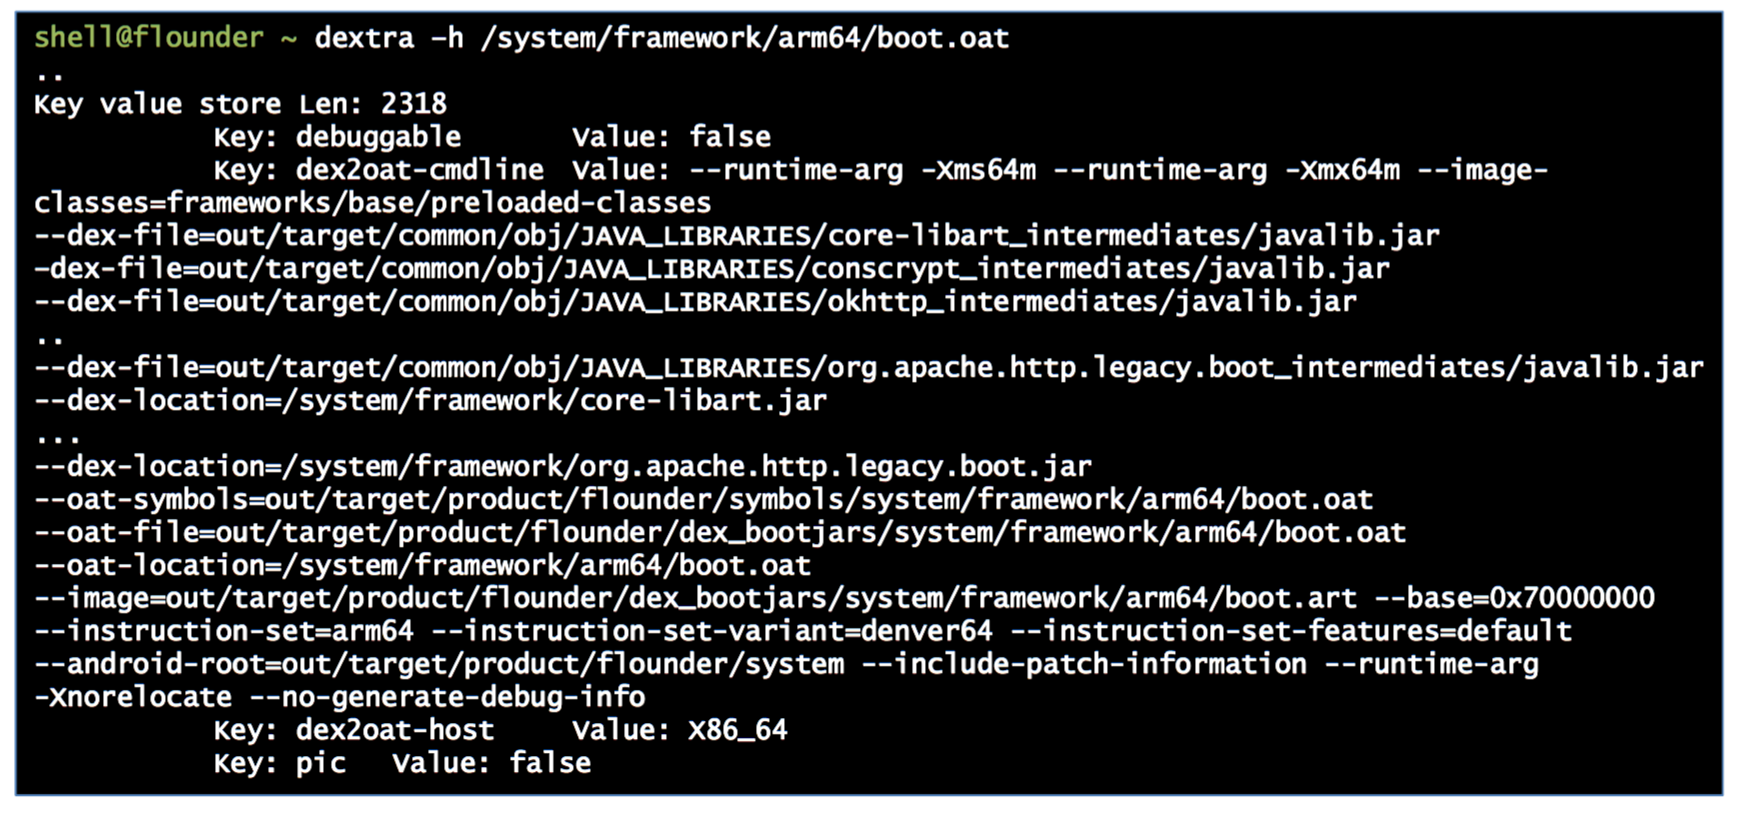 shell@flounder ~ dextra -h /system/framework/arm64/boot.oat
..
Key value store Len: 2318
Key: debuggable Value: false
Key: dex2oat-cmdline Value: --runtime-arg -Xms64m --runtime-arg -Xmx64m --image-
classes=frameworks/base/preloaded-classes
--dex-file=out/target/common/obj/JAVA_LIBRARIES/core-libart_intermediates/javalib.jar
-dex-file=out/target/common/obj/JAVA_LIBRARIES/conscrypt_intermediates/javalib.jar
--dex-file=out/target/common/obj/JAVA_LIBRARIES/okhttp_intermediates/javalib.jar
..
--dex-file=out/target/common/obj/JAVA_LIBRARIES/org.apache.http.legacy.boot_intermediates/javalib.jar
--dex-location=/system/framework/core-libart.jar
...
--dex-location=/system/framework/org.apache.http.legacy.boot.jar
--oat-symbols=out/target/product/flounder/symbols/system/framework/arm64/boot.oat
--oat-file=out/target/product/flounder/dex_bootjars/system/framework/arm64/boot.oat
--oat-location=/system/framework/arm64/boot.oat
--image=out/target/product/flounder/dex_bootjars/system/framework/arm64/boot.art --base=0x70000000
--instruction-set=arm64 --instruction-set-variant=denver64 --instruction-set-features=default
--android-root=out/target/product/flounder/system --include-patch-information --runtime-arg
-Xnorelocate --no-generate-debug-info
Key: dex2oat-host Value: X86_64
Key: pic Value: false